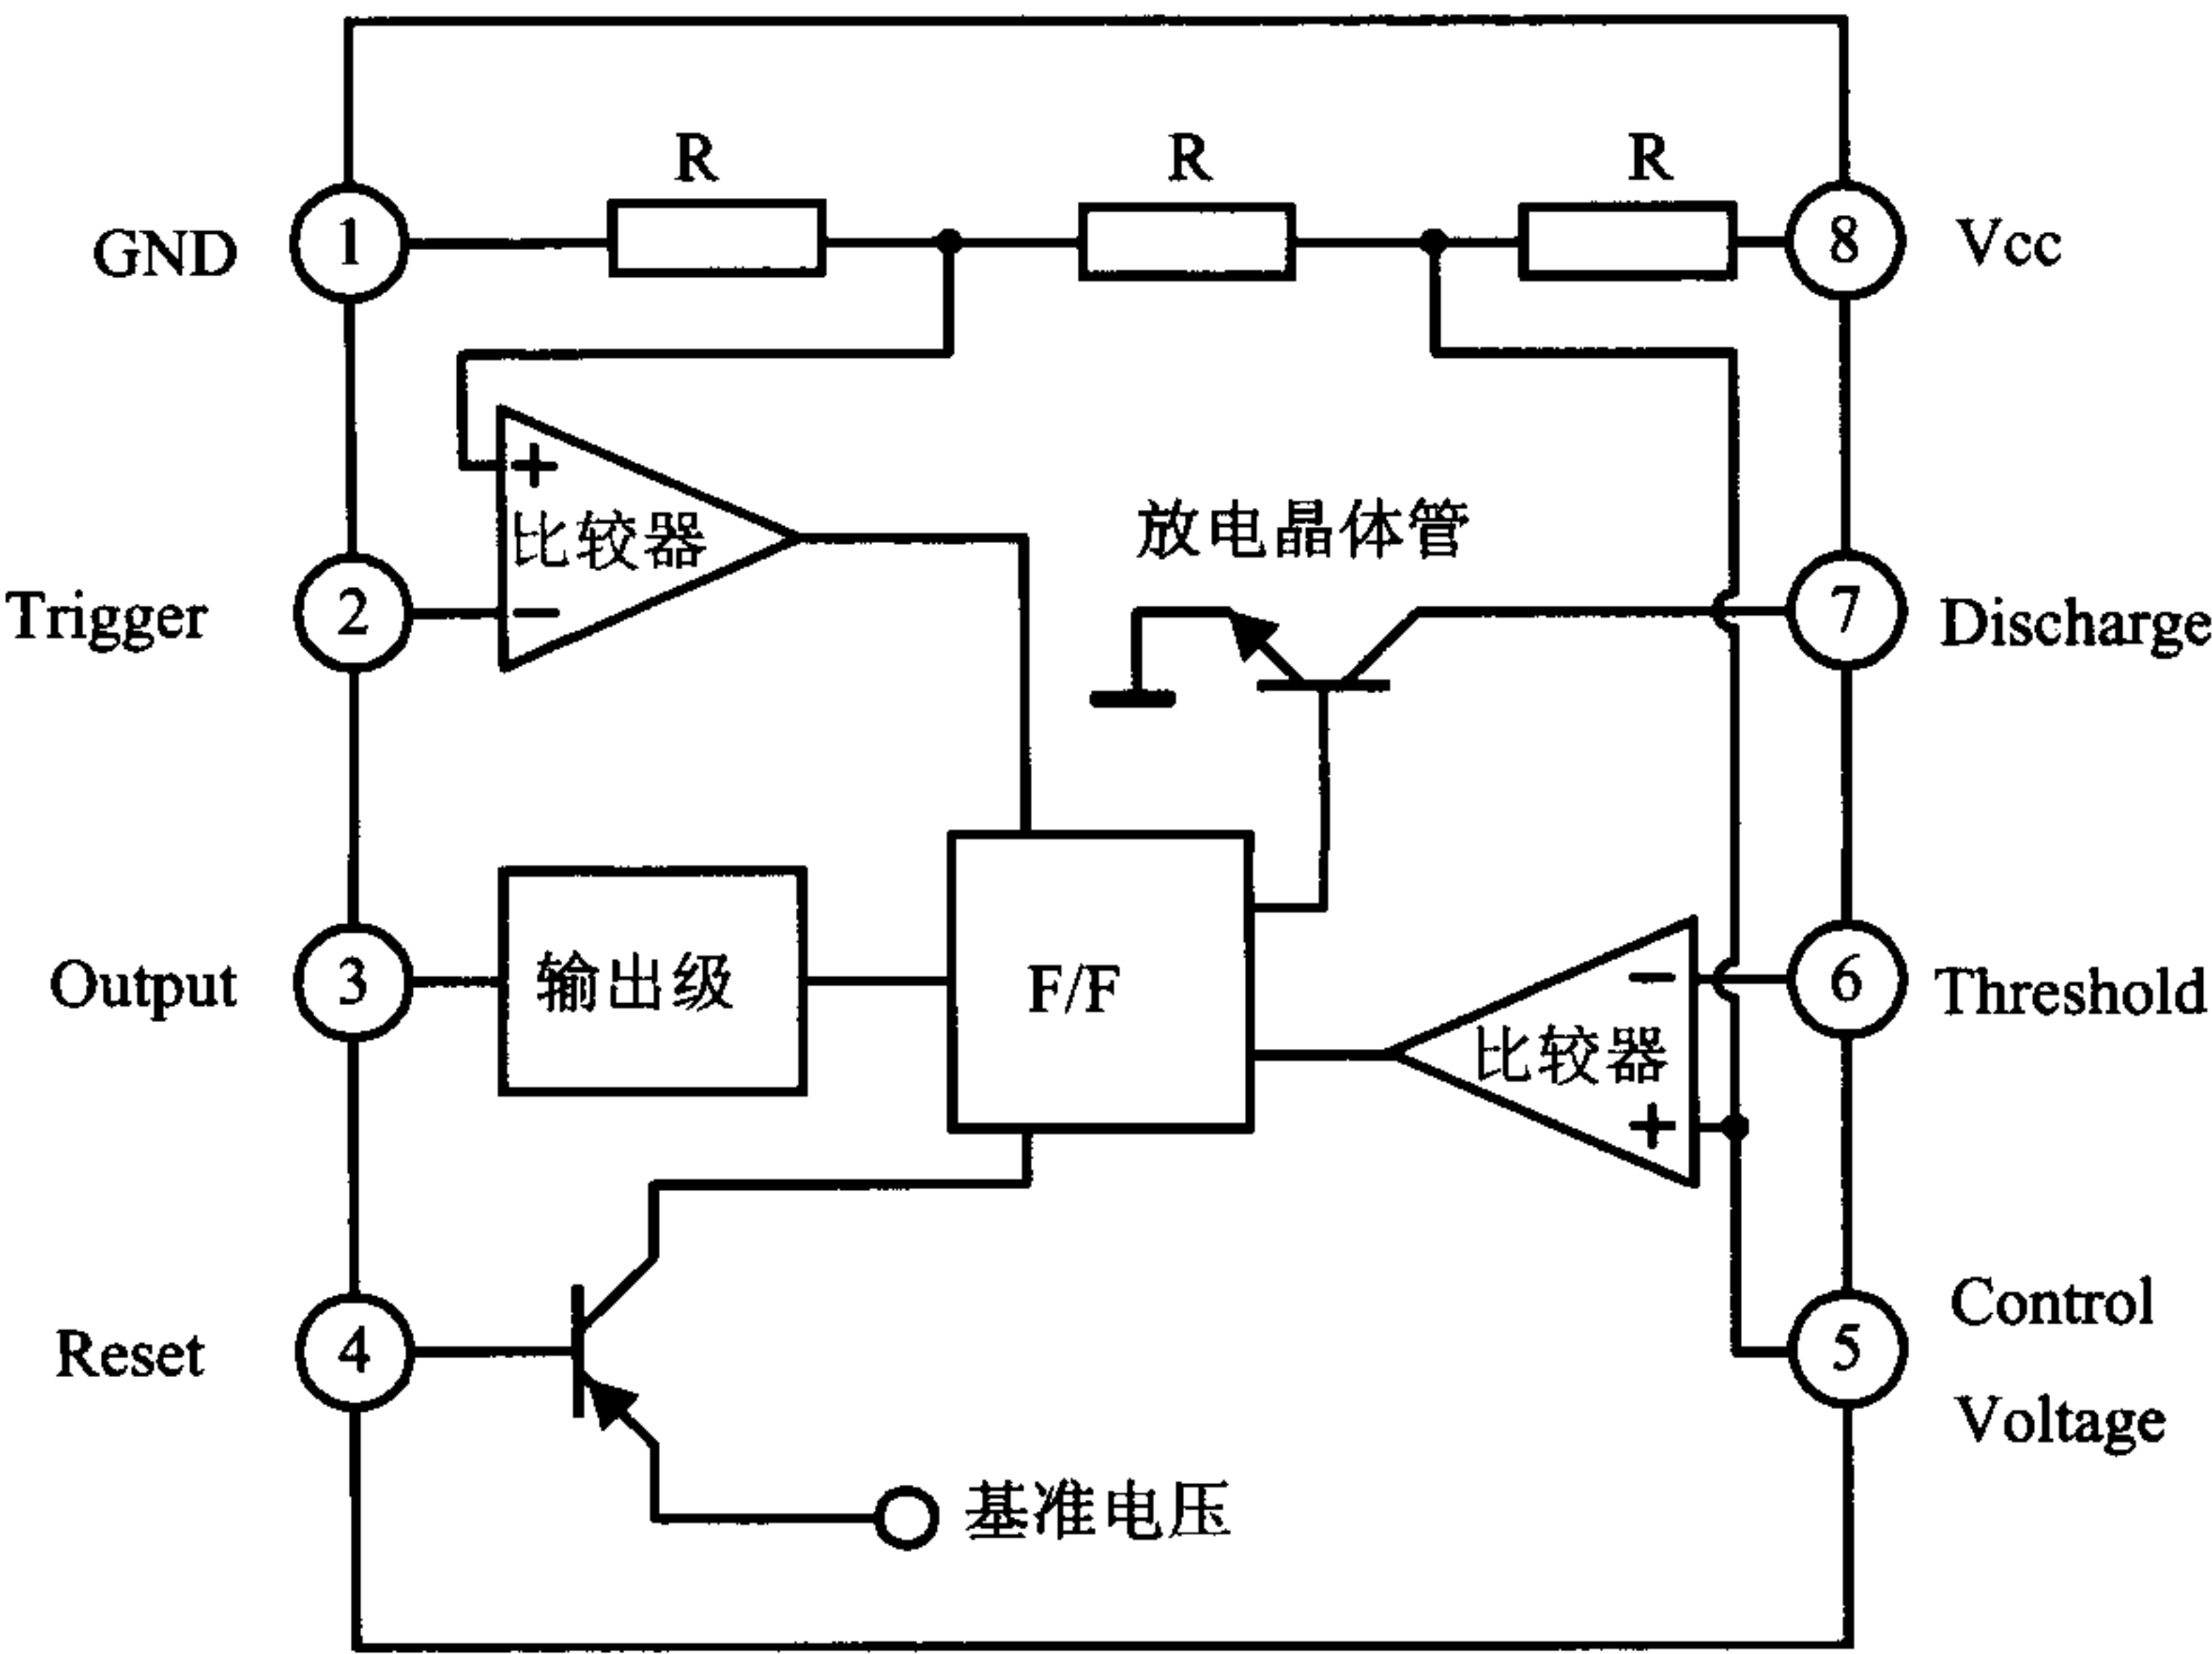 R R R
GND 1 8 Vcc
+
比较器
放电晶体管
Trigger 2 − 7 Discharge
Output 3 输出级 F/F − 6 Threshold
比较器
+
Reset 4 5 Control
Voltage
基准电压